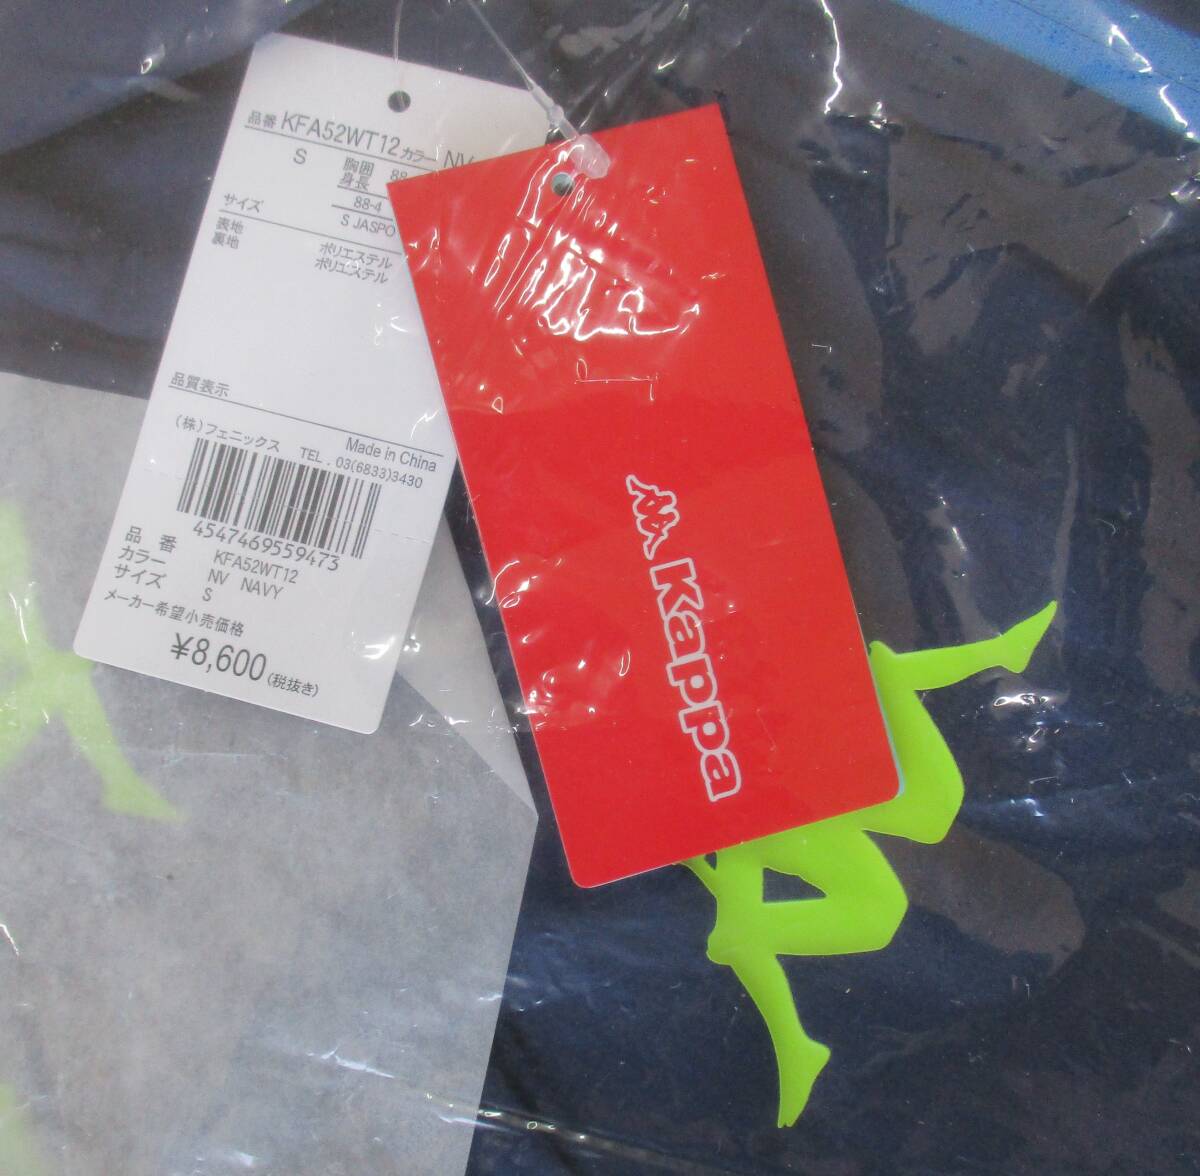 品番 KFA52WT12 カラー NV
S 胸囲 88
身長
サイズ 88-4
S JASPO
表地 ポリエステル
裏地 ポリエステル
品質表示
Made in China
(株)フェニックス TEL. 03(6833)3430
4547469559473
品 番 KFA52WT12
カラー NV NAVY
サイズ S
メーカー希望小売価格
¥8,600(税抜き)
Kappa